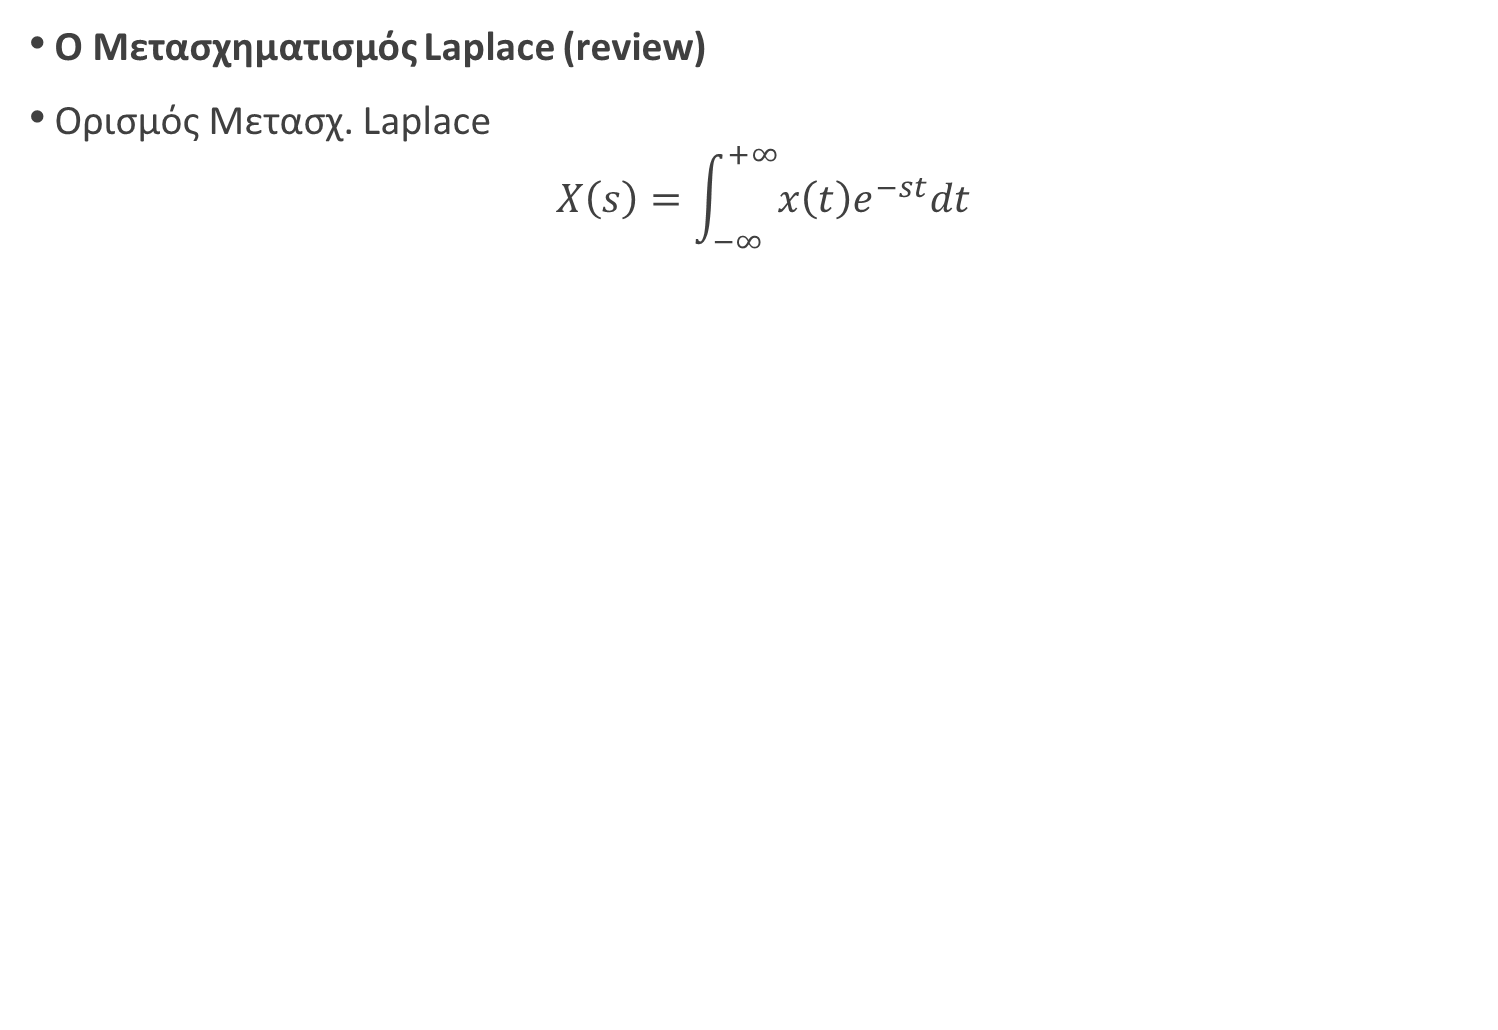 • Ο Μετασχηματισμός Laplace (review)
• Ορισμός Μετασχ. Laplace
X(s) = ∫_{−∞}^{+∞} x(t)e^{−st}dt